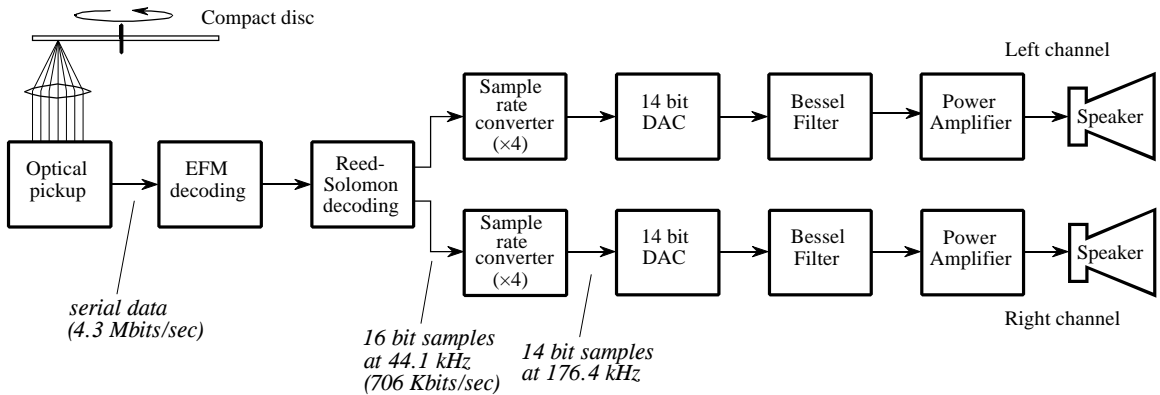 Compact disc
Optical
pickup
EFM
decoding
Reed-
Solomon
decoding
serial data
(4.3 Mbits/sec)
16 bit samples
at 44.1 kHz
(706 Kbits/sec)
14 bit samples
at 176.4 kHz
Left channel
Sample
rate
converter
(×4)
14 bit
DAC
Bessel
Filter
Power
Amplifier
Speaker
Sample
rate
converter
(×4)
14 bit
DAC
Bessel
Filter
Power
Amplifier
Speaker
Right channel